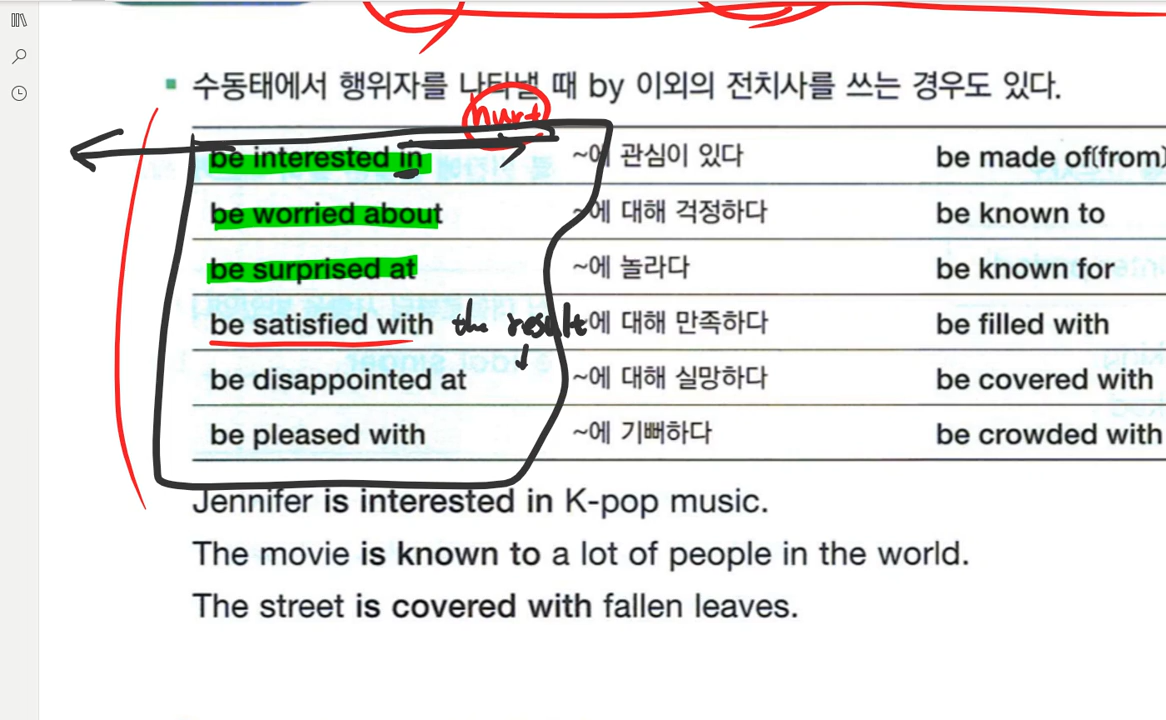 ▪ 수동태에서 행위자를 나타낼 때 by 이외의 전치사를 쓰는 경우도 있다.
hurt
be interested in ~에 관심이 있다 be made of(from)
be worried about ~에 대해 걱정하다 be known to
be surprised at ~에 놀라다 be known for
be satisfied with the result ~에 대해 만족하다 be filled with
be disappointed at ~에 대해 실망하다 be covered with
be pleased with ~에 기뻐하다 be crowded with
Jennifer is interested in K-pop music.
The movie is known to a lot of people in the world.
The street is covered with fallen leaves.